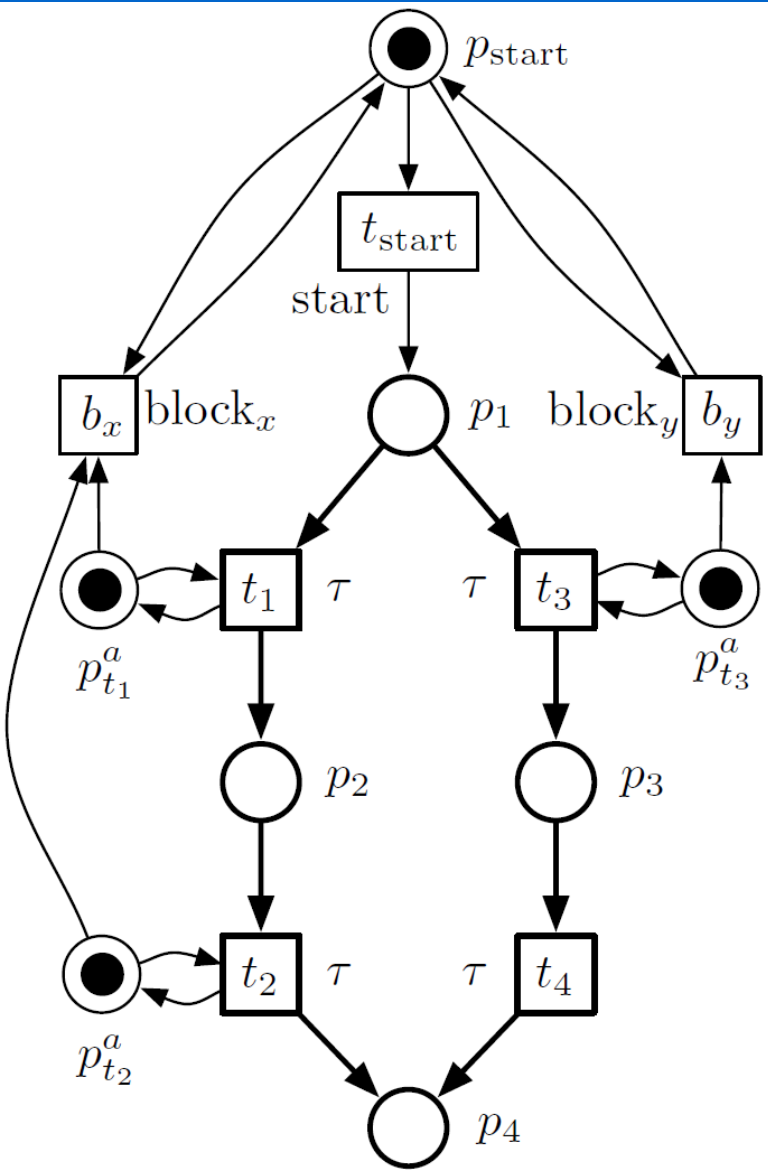 p_start
t_start
start
b_x block_x p_1 block_y b_y
t_1 τ τ t_3
p^a_{t_1} p^a_{t_3}
p_2 p_3
t_2 τ τ t_4
p^a_{t_2}
p_4